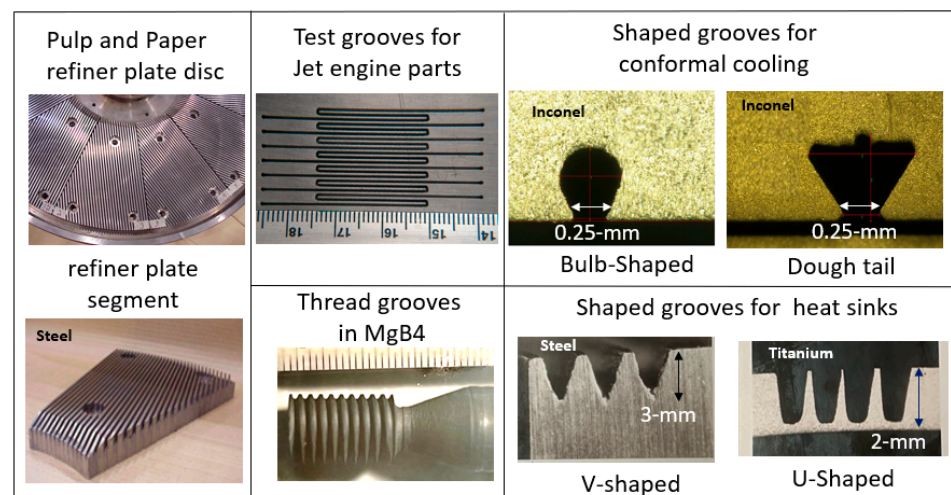 Pulp and Paper
refiner plate disc
refiner plate
segment
Steel
Test grooves for
Jet engine parts
18 17 16 15 14
Thread grooves
in MgB4
Shaped grooves for
conformal cooling
Inconel
0.25-mm
Bulb-Shaped
Inconel
0.25-mm
Dough tail
Shaped grooves for heat sinks
Steel
3-mm
V-shaped
Titanium
2-mm
U-Shaped